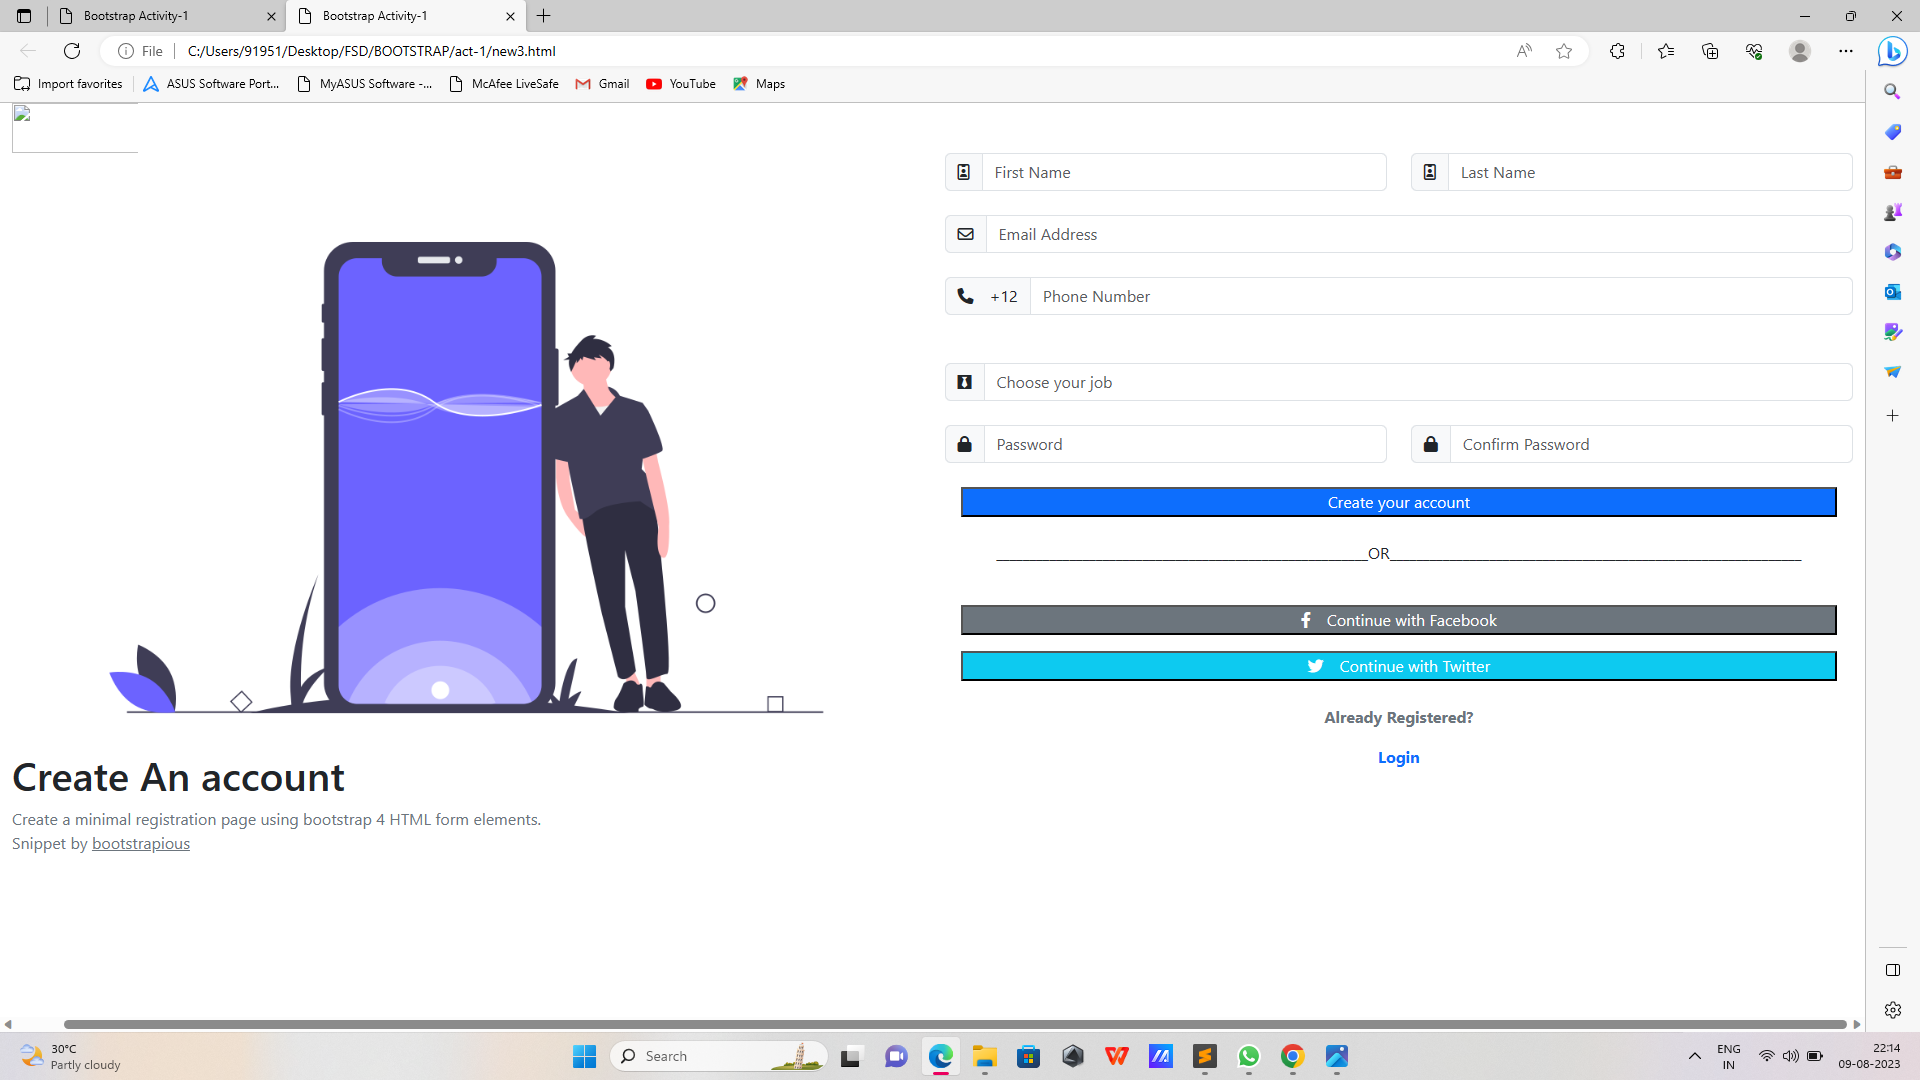 Bootstrap Activity-1
Bootstrap Activity-1
File
C:/Users/91951/Desktop/FSD/BOOTSTRAP/act-1/new3.html
Import favorites
ASUS Software Port...
MyASUS Software -...
McAfee LiveSafe
Gmail
YouTube
Maps
First Name
Last Name
Email Address
+12
Phone Number
Choose your job
Password
Confirm Password
Create your account
OR
Continue with Facebook
Continue with Twitter
Already Registered?
Login
Create An account
Create a minimal registration page using bootstrap 4 HTML form elements.
Snippet by bootstrapious
30°C
Partly cloudy
Search
ENG
IN
22:14
09-08-2023